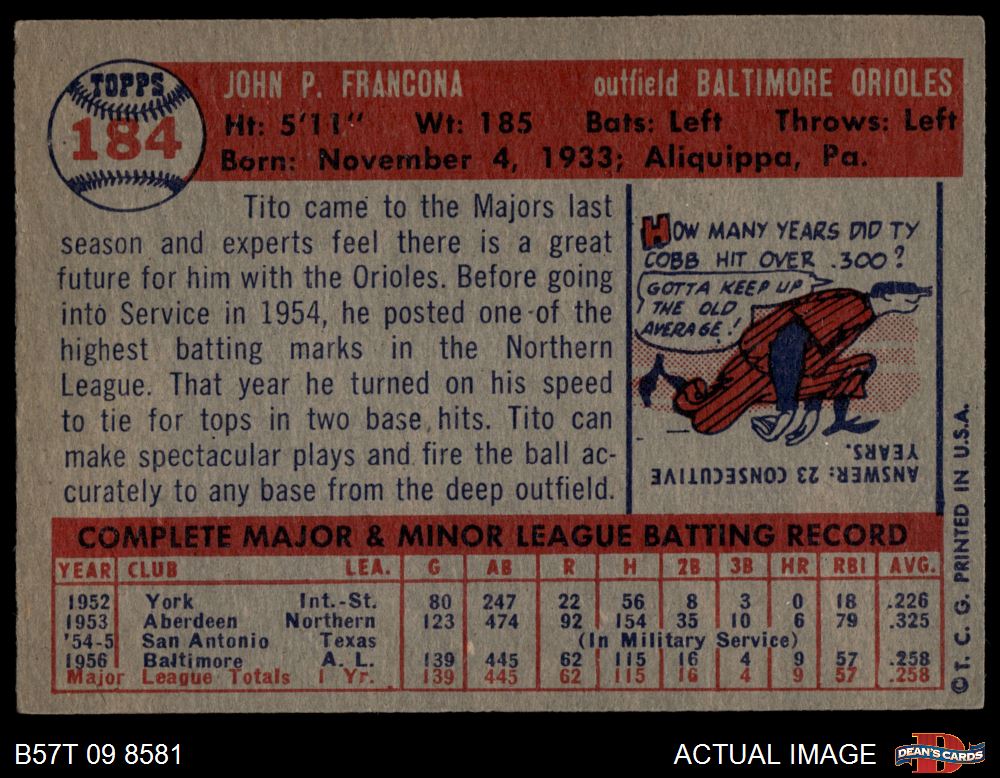 TOPPS
184
JOHN P. FRANCONA outfield BALTIMORE ORIOLES
Ht: 5'11" Wt: 185 Bats: Left Throws: Left
Born: November 4, 1933; Aliquippa, Pa.
Tito came to the Majors last
season and experts feel there is a great
future for him with the Orioles. Before going
into Service in 1954, he posted one of the
highest batting marks in the Northern
League. That year he turned on his speed
to tie for tops in two base hits. Tito can
make spectacular plays and fire the ball ac-
curately to any base from the deep outfield.
HOW MANY YEARS DID TY
COBB HIT OVER .300?
GOTTA KEEP UP
THE OLD
AVERAGE!
ANSWER: 23 CONSECUTIVE
YEARS.
COMPLETE MAJOR & MINOR LEAGUE BATTING RECORD
YEAR CLUB LEA. G AB R H 2B 3B HR RBI AVG.
1952 York Int.-St. 80 247 22 56 8 3 0 18 .226
1953 Aberdeen Northern 123 474 92 154 35 10 6 79 .325
'54-5 San Antonio Texas (In Military Service)
1956 Baltimore A. L. 139 445 62 115 16 4 9 57 .258
Major League Totals 1 Yr. 139 445 62 115 16 4 9 57 .258
© T. C. G. PRINTED IN U.S.A.
B57T 09 8581 ACTUAL IMAGE DEAN'S CARDS